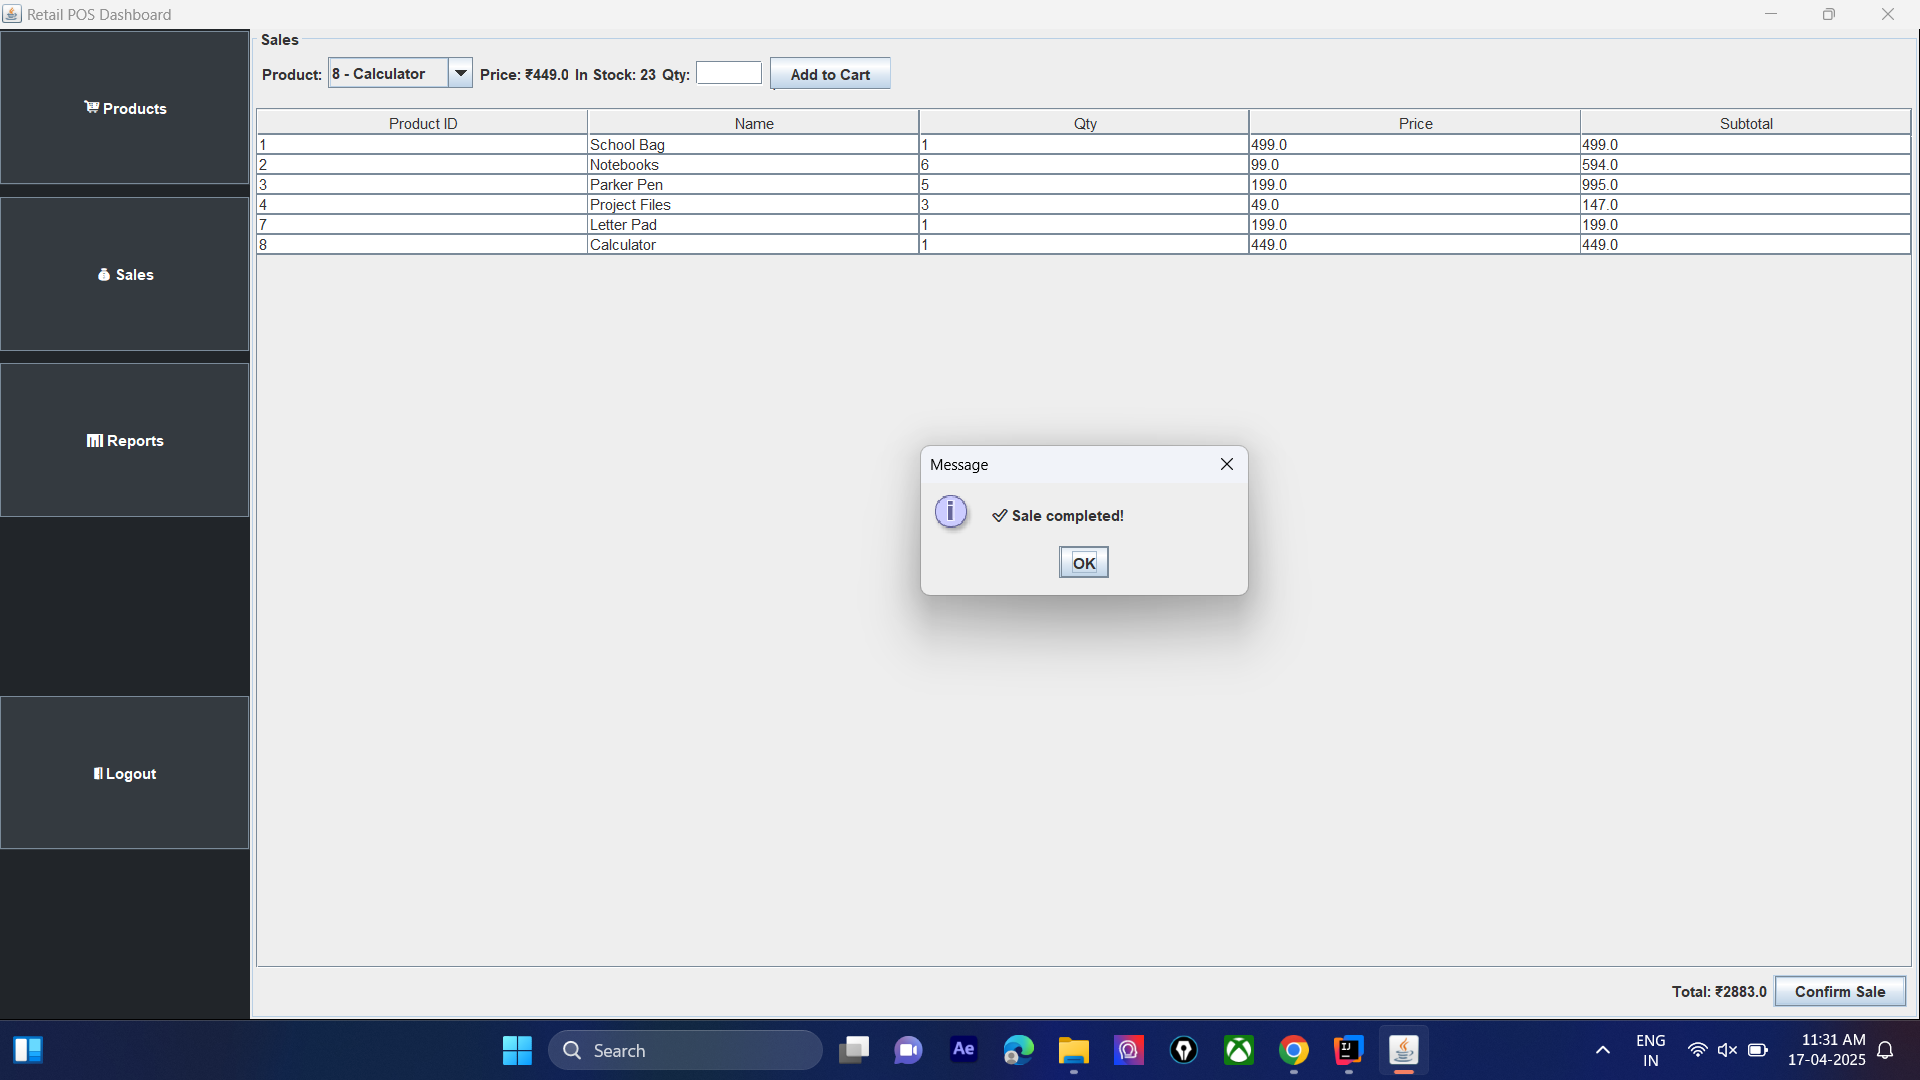 Retail POS Dashboard
Products
Sales
Reports
Logout
Sales
Product: 8 - Calculator Price: ₹449.0 In Stock: 23 Qty: Add to Cart
Product ID Name Qty Price Subtotal
1 School Bag 1 499.0 499.0
2 Notebooks 6 99.0 594.0
3 Parker Pen 5 199.0 995.0
4 Project Files 3 49.0 147.0
7 Letter Pad 1 199.0 199.0
8 Calculator 1 449.0 449.0
Message
✔ Sale completed!
OK
Total: ₹2883.0 Confirm Sale
Search
Ae
IJ
ENG
IN
11:31 AM
17-04-2025